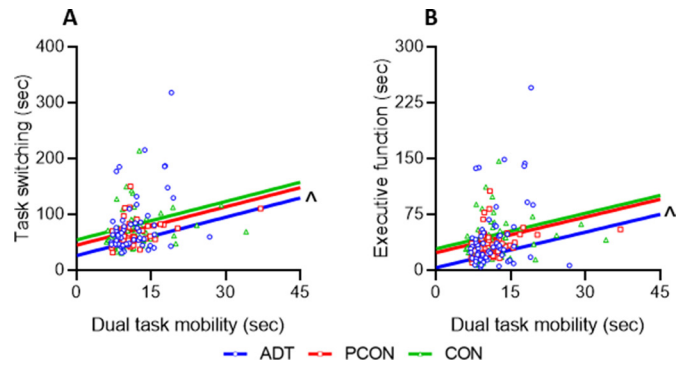 A
B
Task switching (sec)
400
300
200
100
0
0 15 30 45
^
Dual task mobility (sec)
Executive function (sec)
300
225
150
75
0
0 15 30 45
^
Dual task mobility (sec)
ADT PCON CON